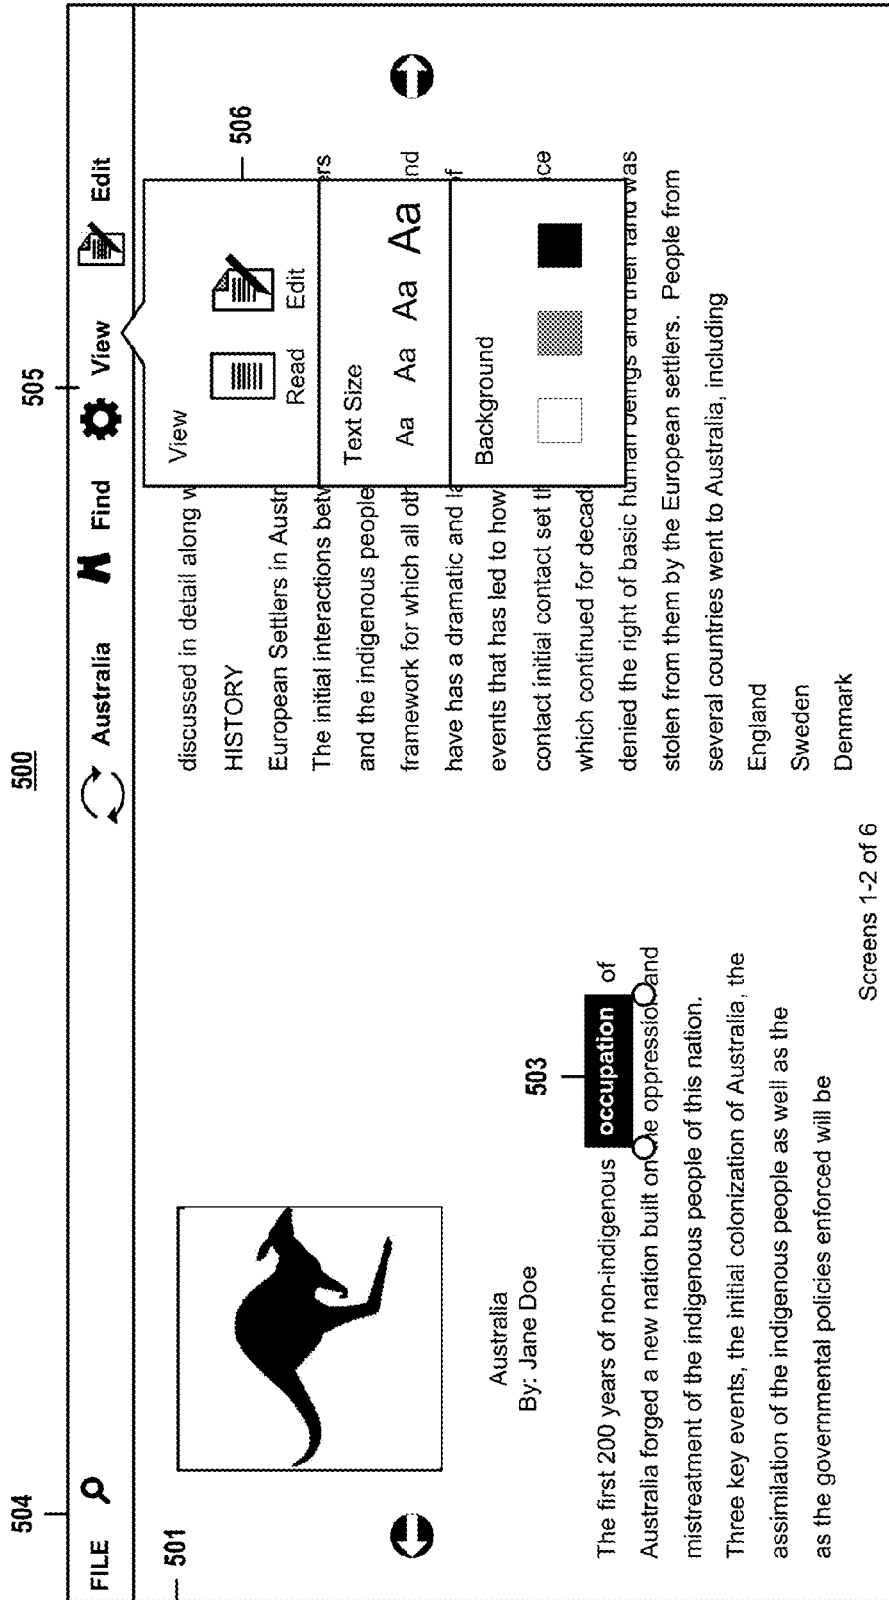 500
504
505
FILE Australia Find View Edit
501
506
Australia
By: Jane Doe
503
The first 200 years of non-indigenous occupation of
Australia forged a new nation built on the oppression and
mistreatment of the indigenous people of this nation.
Three key events, the initial colonization of Australia, the
assimilation of the indigenous people as well as the
as the governmental policies enforced will be
discussed in detail along w
HISTORY
European Settlers in Austr
The initial interactions betw ers
and the indigenous people
framework for which all oth nd
have has a dramatic and la of
events that has led to how
contact initial contact set th ce
which continued for decad
denied the right of basic human beings and their land was
stolen from them by the European settlers. People from
several countries went to Australia, including
England
Sweden
Denmark
View
Read Edit
Text Size
Aa Aa Aa Aa
Background
Screens 1-2 of 6